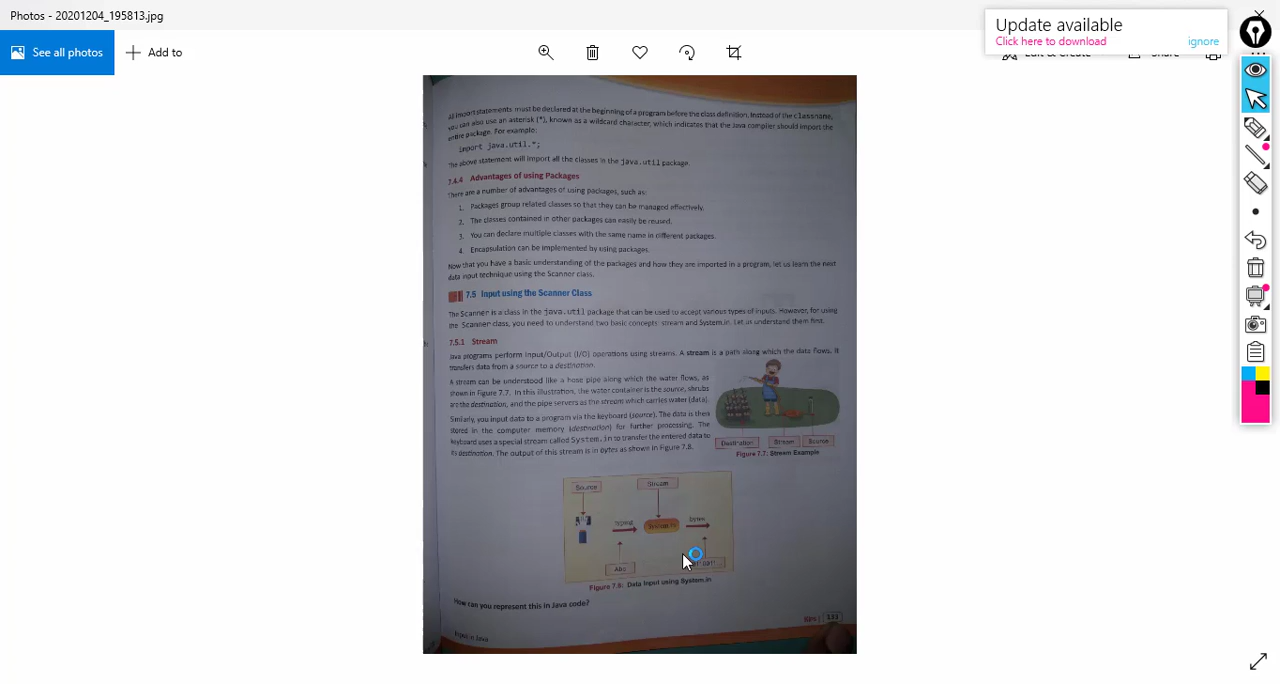 Photos - 20201204_195813.jpg
Update available
Click here to download
ignore
See all photos
Add to
All import statements must be declared at the beginning of a program before the class definition. Instead of the classname,
you can also use an asterisk (*), known as a wildcard character, which indicates that the Java compiler should import the
entire package. For example:
import java.util.*;
The above statement will import all the classes in the java.util package.
7.4.4 Advantages of using Packages
There are a number of advantages of using packages, such as:
1. Packages group related classes so that they can be managed effectively.
2. The classes contained in other packages can easily be reused.
3. You can declare multiple classes with the same name in different packages.
4. Encapsulation can be implemented by using packages.
Now that you have a basic understanding of the packages and how they are imported in a program, let us learn the next
data input technique using the Scanner class.
7.5 Input using the Scanner Class
The Scanner is a class in the java.util package that can be used to accept various types of inputs. However, for using
the Scanner class, you need to understand two basic concepts: stream and System.in. Let us understand them first.
7.5.1 Stream
Java programs perform Input/Output (I/O) operations using streams. A stream is a path along which the data flows. It
transfers data from a source to a destination.
A stream can be understood like a hose pipe along which the water flows, as
shown in Figure 7.7. In this illustration, the water container is the source, shrubs
are the destination, and the pipe serves as the stream which carries water (data).
Similarly, you input data to a program via the keyboard (source). The data is then
stored in the computer memory (destination) for further processing. The
keyboard uses a special stream called System.in to transfer the entered data to
its destination. The output of this stream is in bytes as shown in Figure 7.8.
Destination Stream Source
Figure 7.7: Stream Example
Source Stream
Typing System.in Bytes
Abc
Figure 7.8: Data Input using System.in
How can you represent this in Java code?
133
Input in Java